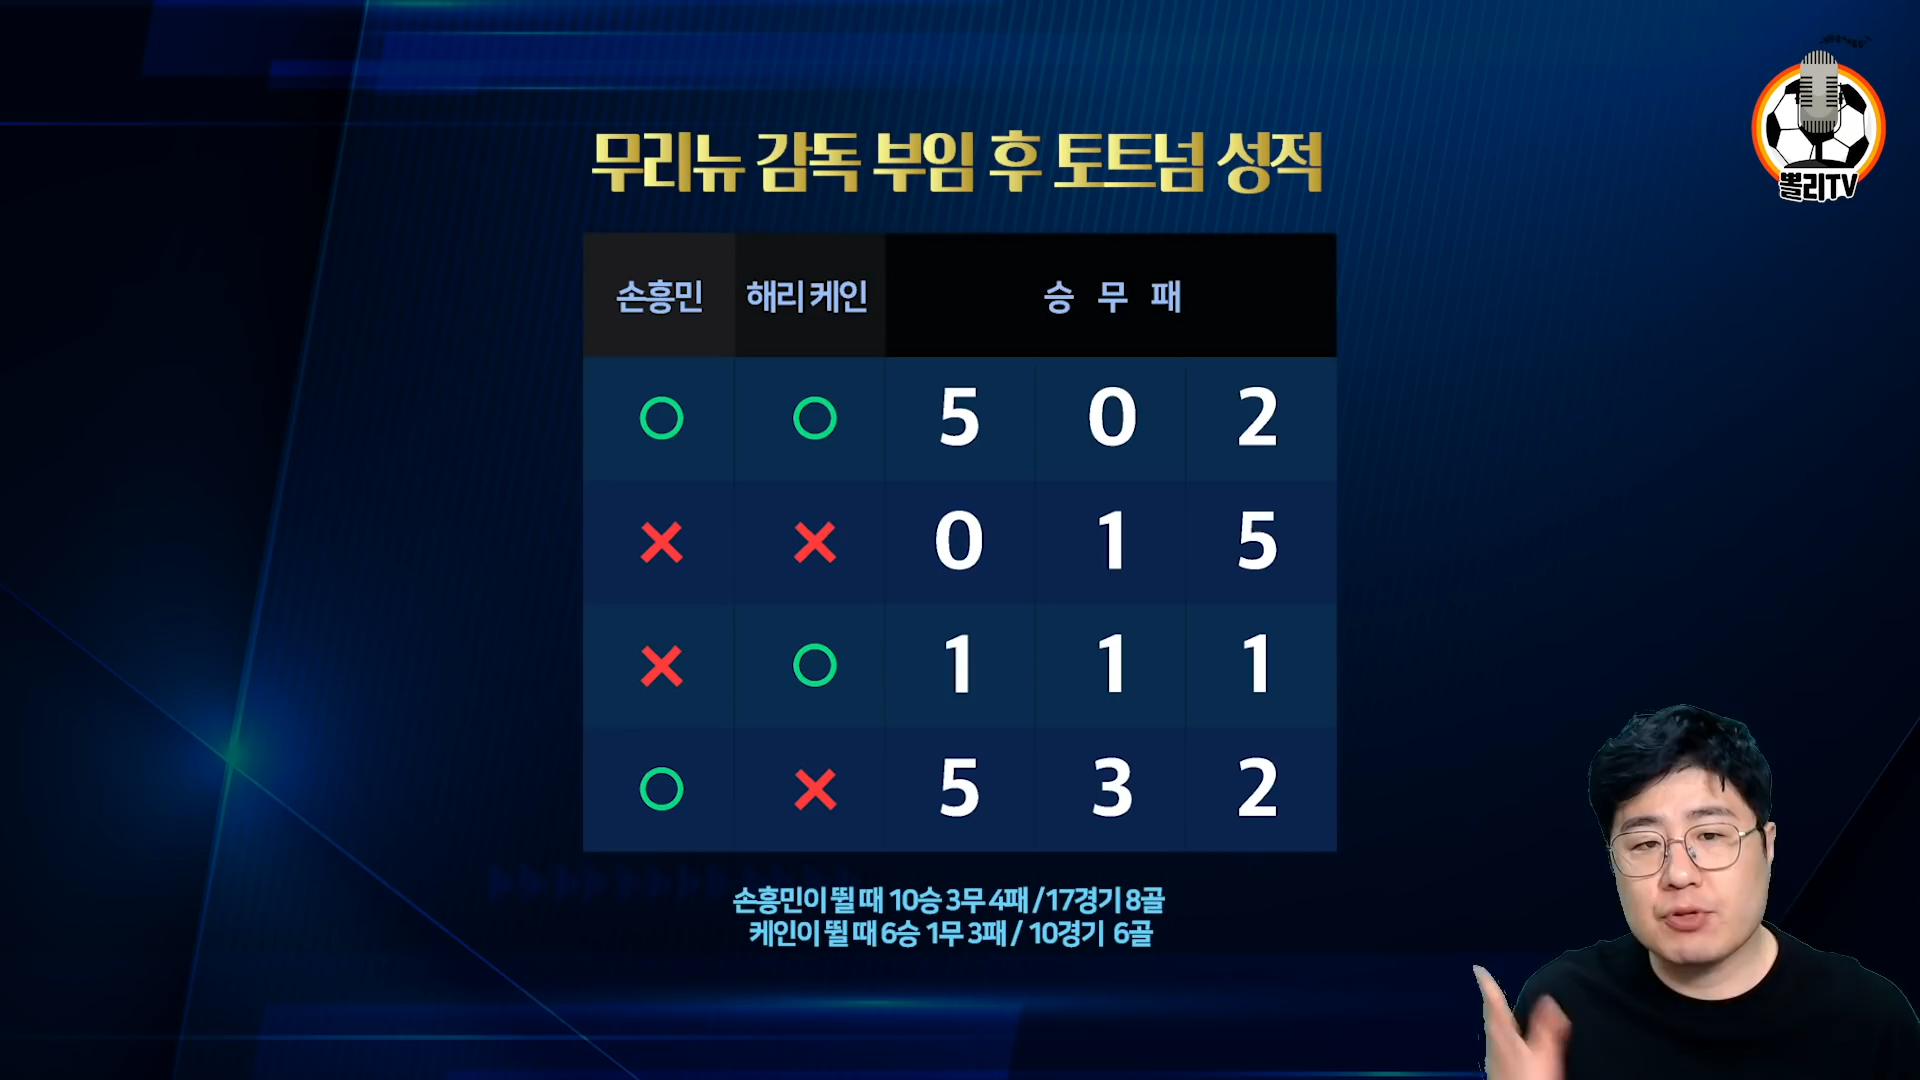 무리뉴 감독 부임 후 토트넘 성적
뽈리TV
손흥민 해리 케인 승 무 패
○ ○ 5 0 2
× × 0 1 5
× ○ 1 1 1
○ × 5 3 2
손흥민이 뛸 때 10승 3무 4패 / 17경기 8골
케인이 뛸 때 6승 1무 3패 / 10경기 6골